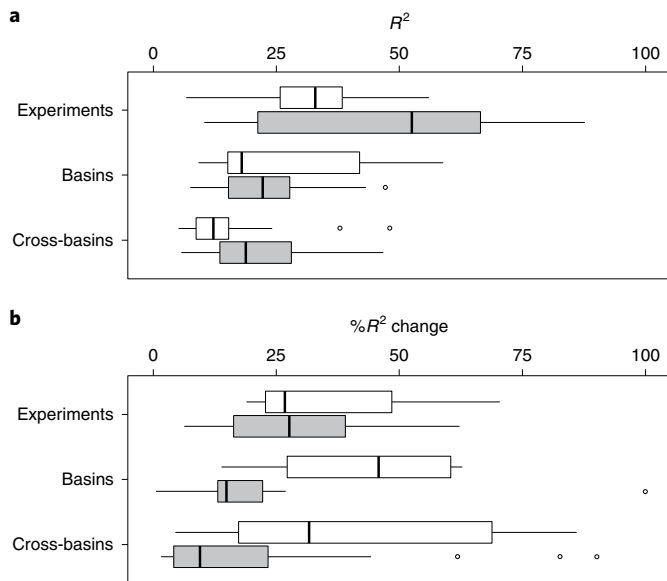 a
R²
0 25 50 75 100
Experiments
Basins
Cross-basins
b
%R² change
0 25 50 75 100
Experiments
Basins
Cross-basins